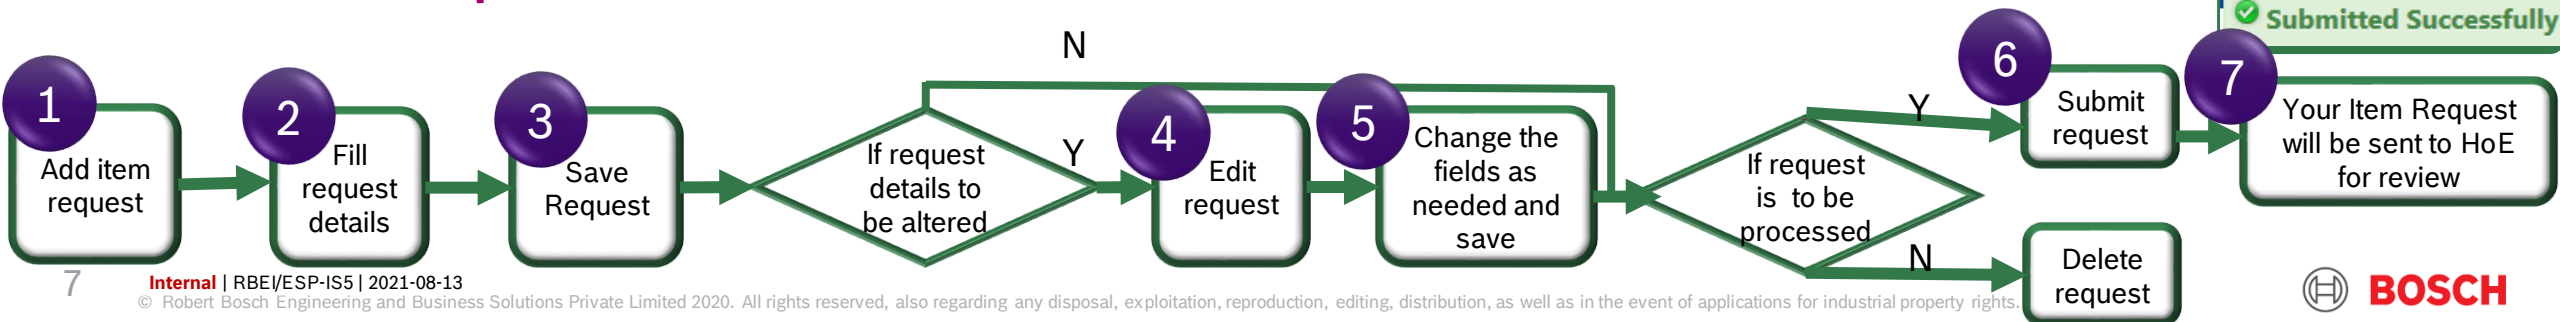 Submitted Successfully
1
Add item
request
2
Fill
request
details
3
Save
Request
If request
details to
be altered
N
Y
4
Edit
request
5
Change the
fields as
needed and
save
If request
is to be
processed
Y
N
6
Submit
request
7
Your Item Request
will be sent to HoE
for review
Delete
request
7
Internal | RBEI/ESP-IS5 | 2021-08-13
© Robert Bosch Engineering and Business Solutions Private Limited 2020. All rights reserved, also regarding any disposal, exploitation, reproduction, editing, distribution, as well as in the event of applications for industrial property rights.
BOSCH